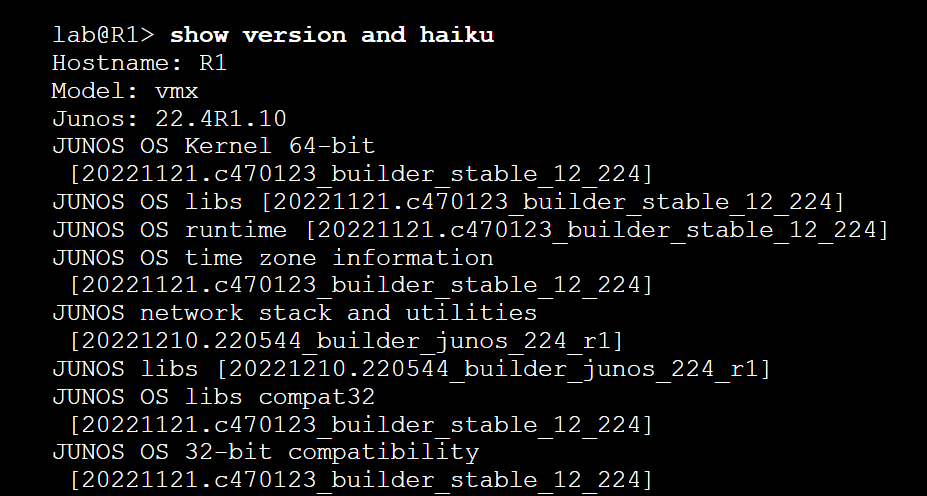 lab@R1> show version and haiku
Hostname: R1
Model: vmx
Junos: 22.4R1.10
JUNOS OS Kernel 64-bit
[20221121.c470123_builder_stable_12_224]
JUNOS OS libs [20221121.c470123_builder_stable_12_224]
JUNOS OS runtime [20221121.c470123_builder_stable_12_224]
JUNOS OS time zone information
[20221121.c470123_builder_stable_12_224]
JUNOS network stack and utilities
[20221210.220544_builder_junos_224_r1]
JUNOS libs [20221210.220544_builder_junos_224_r1]
JUNOS OS libs compat32
[20221121.c470123_builder_stable_12_224]
JUNOS OS 32-bit compatibility
[20221121.c470123_builder_stable_12_224]